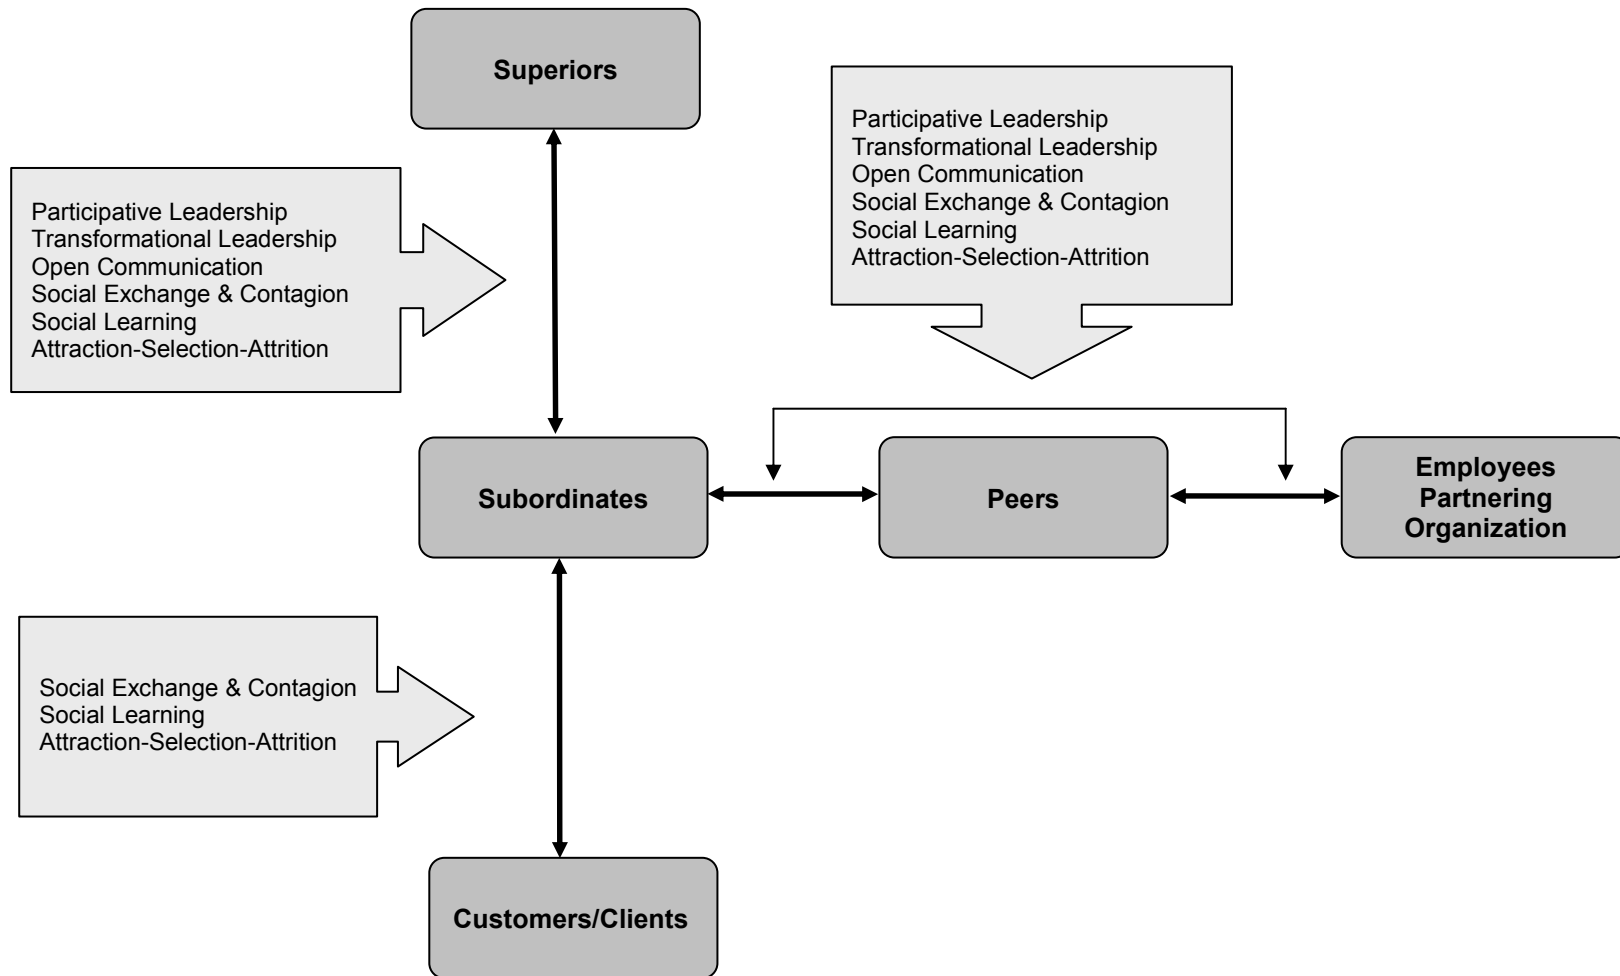 Superiors
Participative Leadership
Transformational Leadership
Open Communication
Social Exchange & Contagion
Social Learning
Attraction-Selection-Attrition
Participative Leadership
Transformational Leadership
Open Communication
Social Exchange & Contagion
Social Learning
Attraction-Selection-Attrition
Subordinates
Peers
Employees
Partnering
Organization
Social Exchange & Contagion
Social Learning
Attraction-Selection-Attrition
Customers/Clients